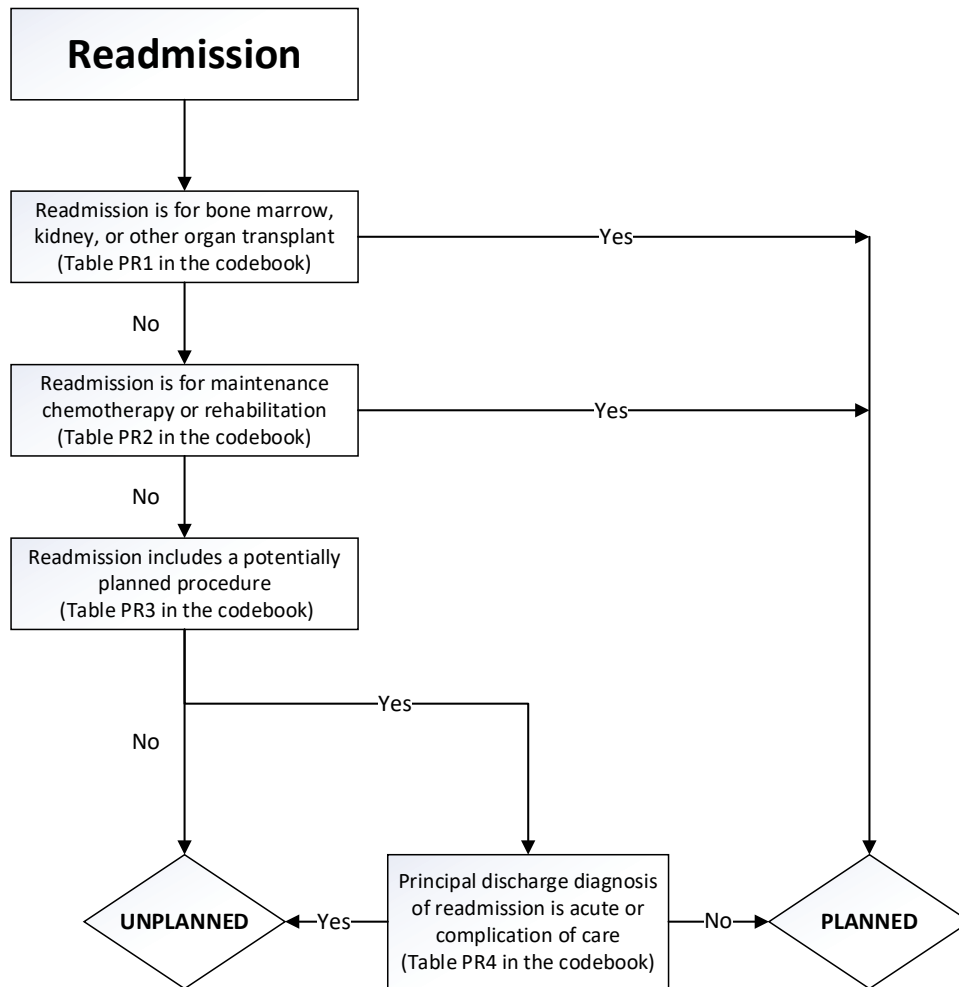 Readmission
Readmission is for bone marrow,
kidney, or other organ transplant
(Table PR1 in the codebook)
Yes
No
Readmission is for maintenance
chemotherapy or rehabilitation
(Table PR2 in the codebook)
Yes
No
Readmission includes a potentially
planned procedure
(Table PR3 in the codebook)
Yes
No
UNPLANNED
Yes
Principal discharge diagnosis
of readmission is acute or
complication of care
(Table PR4 in the codebook)
No
PLANNED